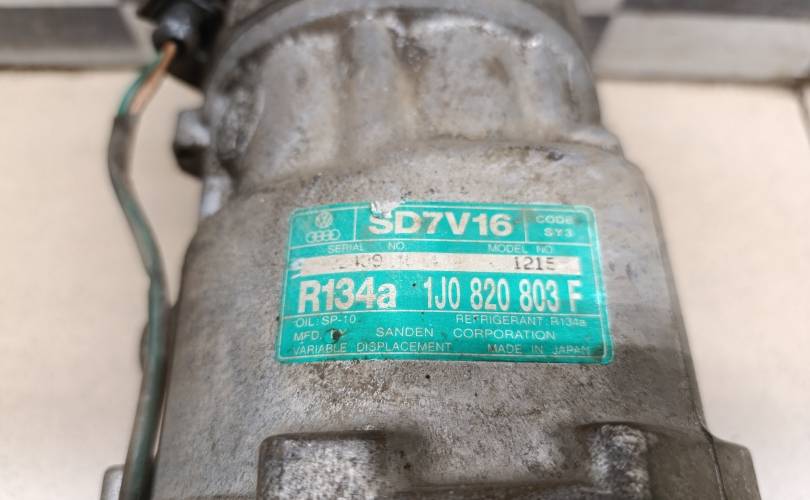 SD7V16
CODE
SY3
SERIAL NO. MODEL NO.
1215
R134a 1J0 820 803 F
OIL: SP-10 REFRIGERANT: R134a
MFD. BY SANDEN CORPORATION
VARIABLE DISPLACEMENT MADE IN JAPAN